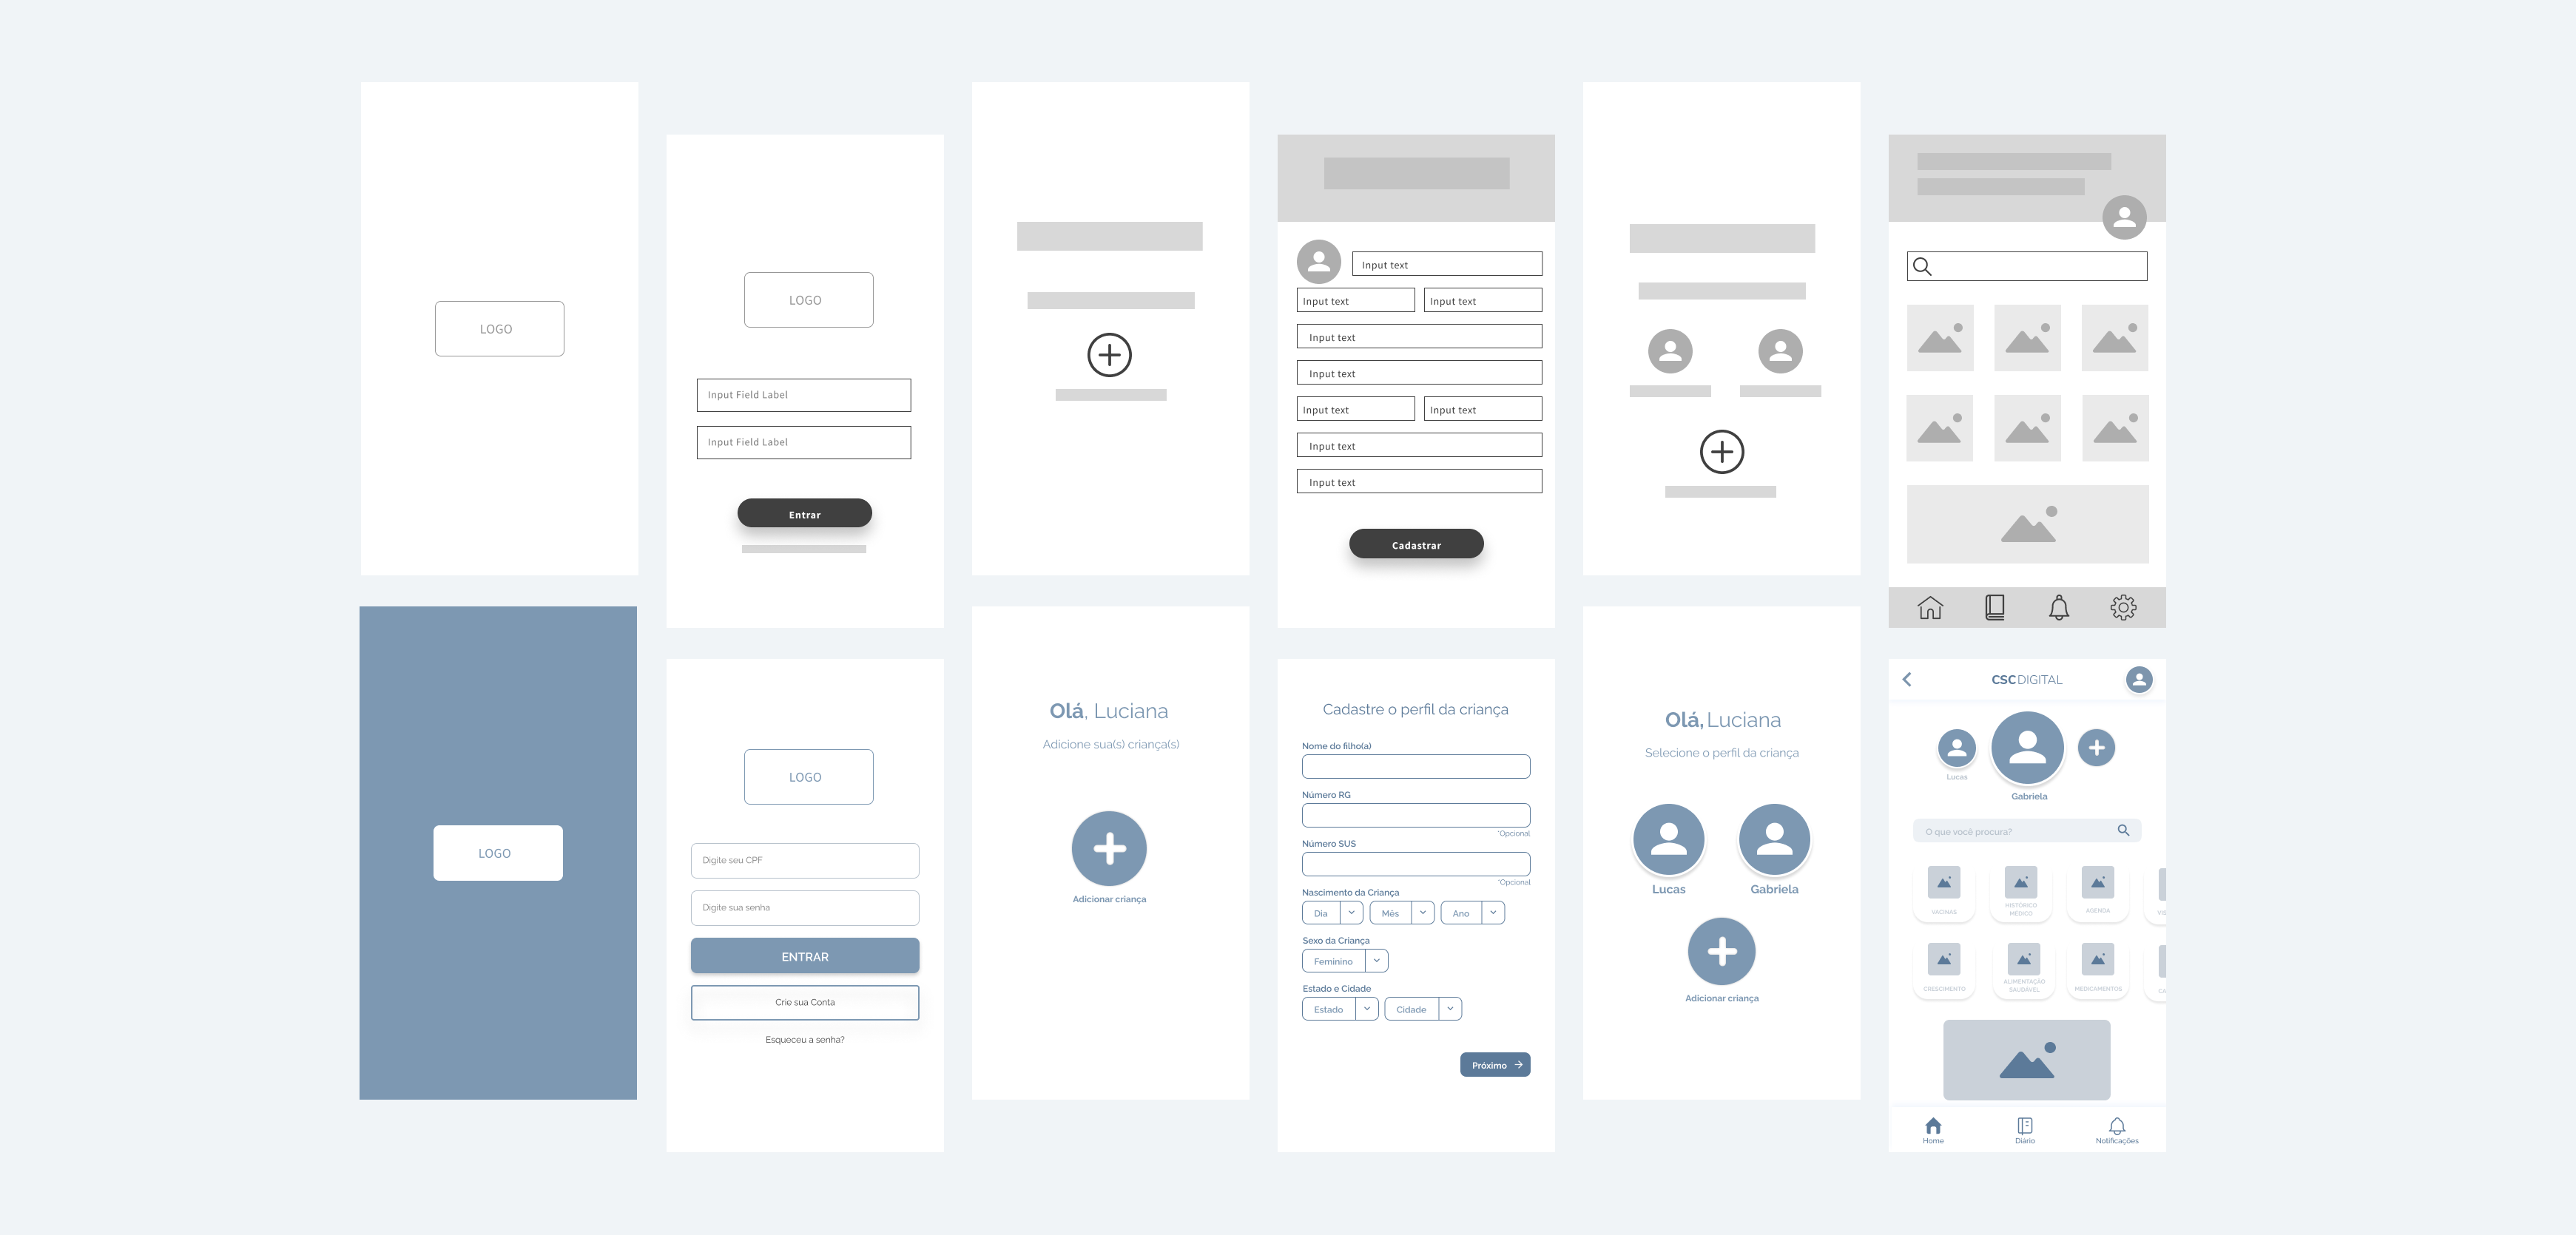 LOGO
LOGO
Input Field Label
Input Field Label
Entrar
Input text
Input text
Input text
Input text
Input text
Input text
Input text
Input text
Input text
Cadastrar
LOGO
LOGO
Digite seu CPF
Digite sua senha
ENTRAR
Crie sua Conta
Esqueceu a senha?
Olá, Luciana
Adicione sua(s) criança(s)
Adicionar criança
Cadastre o perfil da criança
Nome do filho(a)
Número RG
*Opcional
Número SUS
*Opcional
Nascimento da Criança
Dia
Mês
Ano
Sexo da Criança
Feminino
Estado e Cidade
Estado
Cidade
Próximo
Olá, Luciana
Selecione o perfil da criança
Lucas
Gabriela
Adicionar criança
CSCDIGITAL
Lucas
Gabriela
O que você procura?
VACINAS
HISTÓRICO
MÉDICO
AGENDA
CRESCIMENTO
ALIMENTAÇÃO
SAUDÁVEL
MEDICAMENTOS
Home
Diário
Notificações